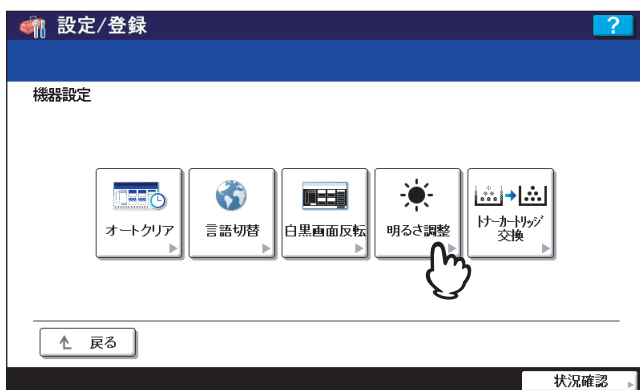 設定/登録
?
機器設定
オートクリア
言語切替
白黒画面反転
明るさ調整
トナーカートリッジ
交換
戻る
状況確認